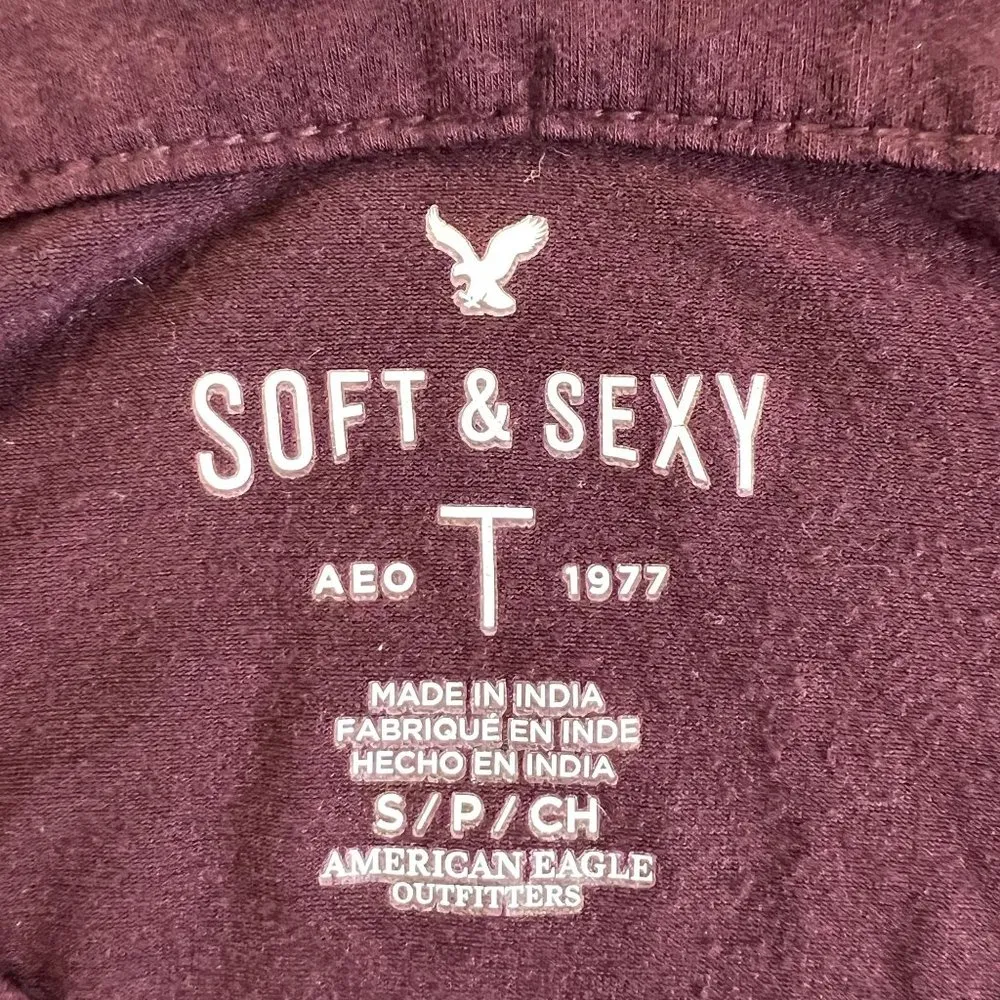 SOFT & SEXY
T
AEO 1977
MADE IN INDIA
FABRIQUÉ EN INDE
HECHO EN INDIA
S / P / CH
AMERICAN EAGLE
OUTFITTERS